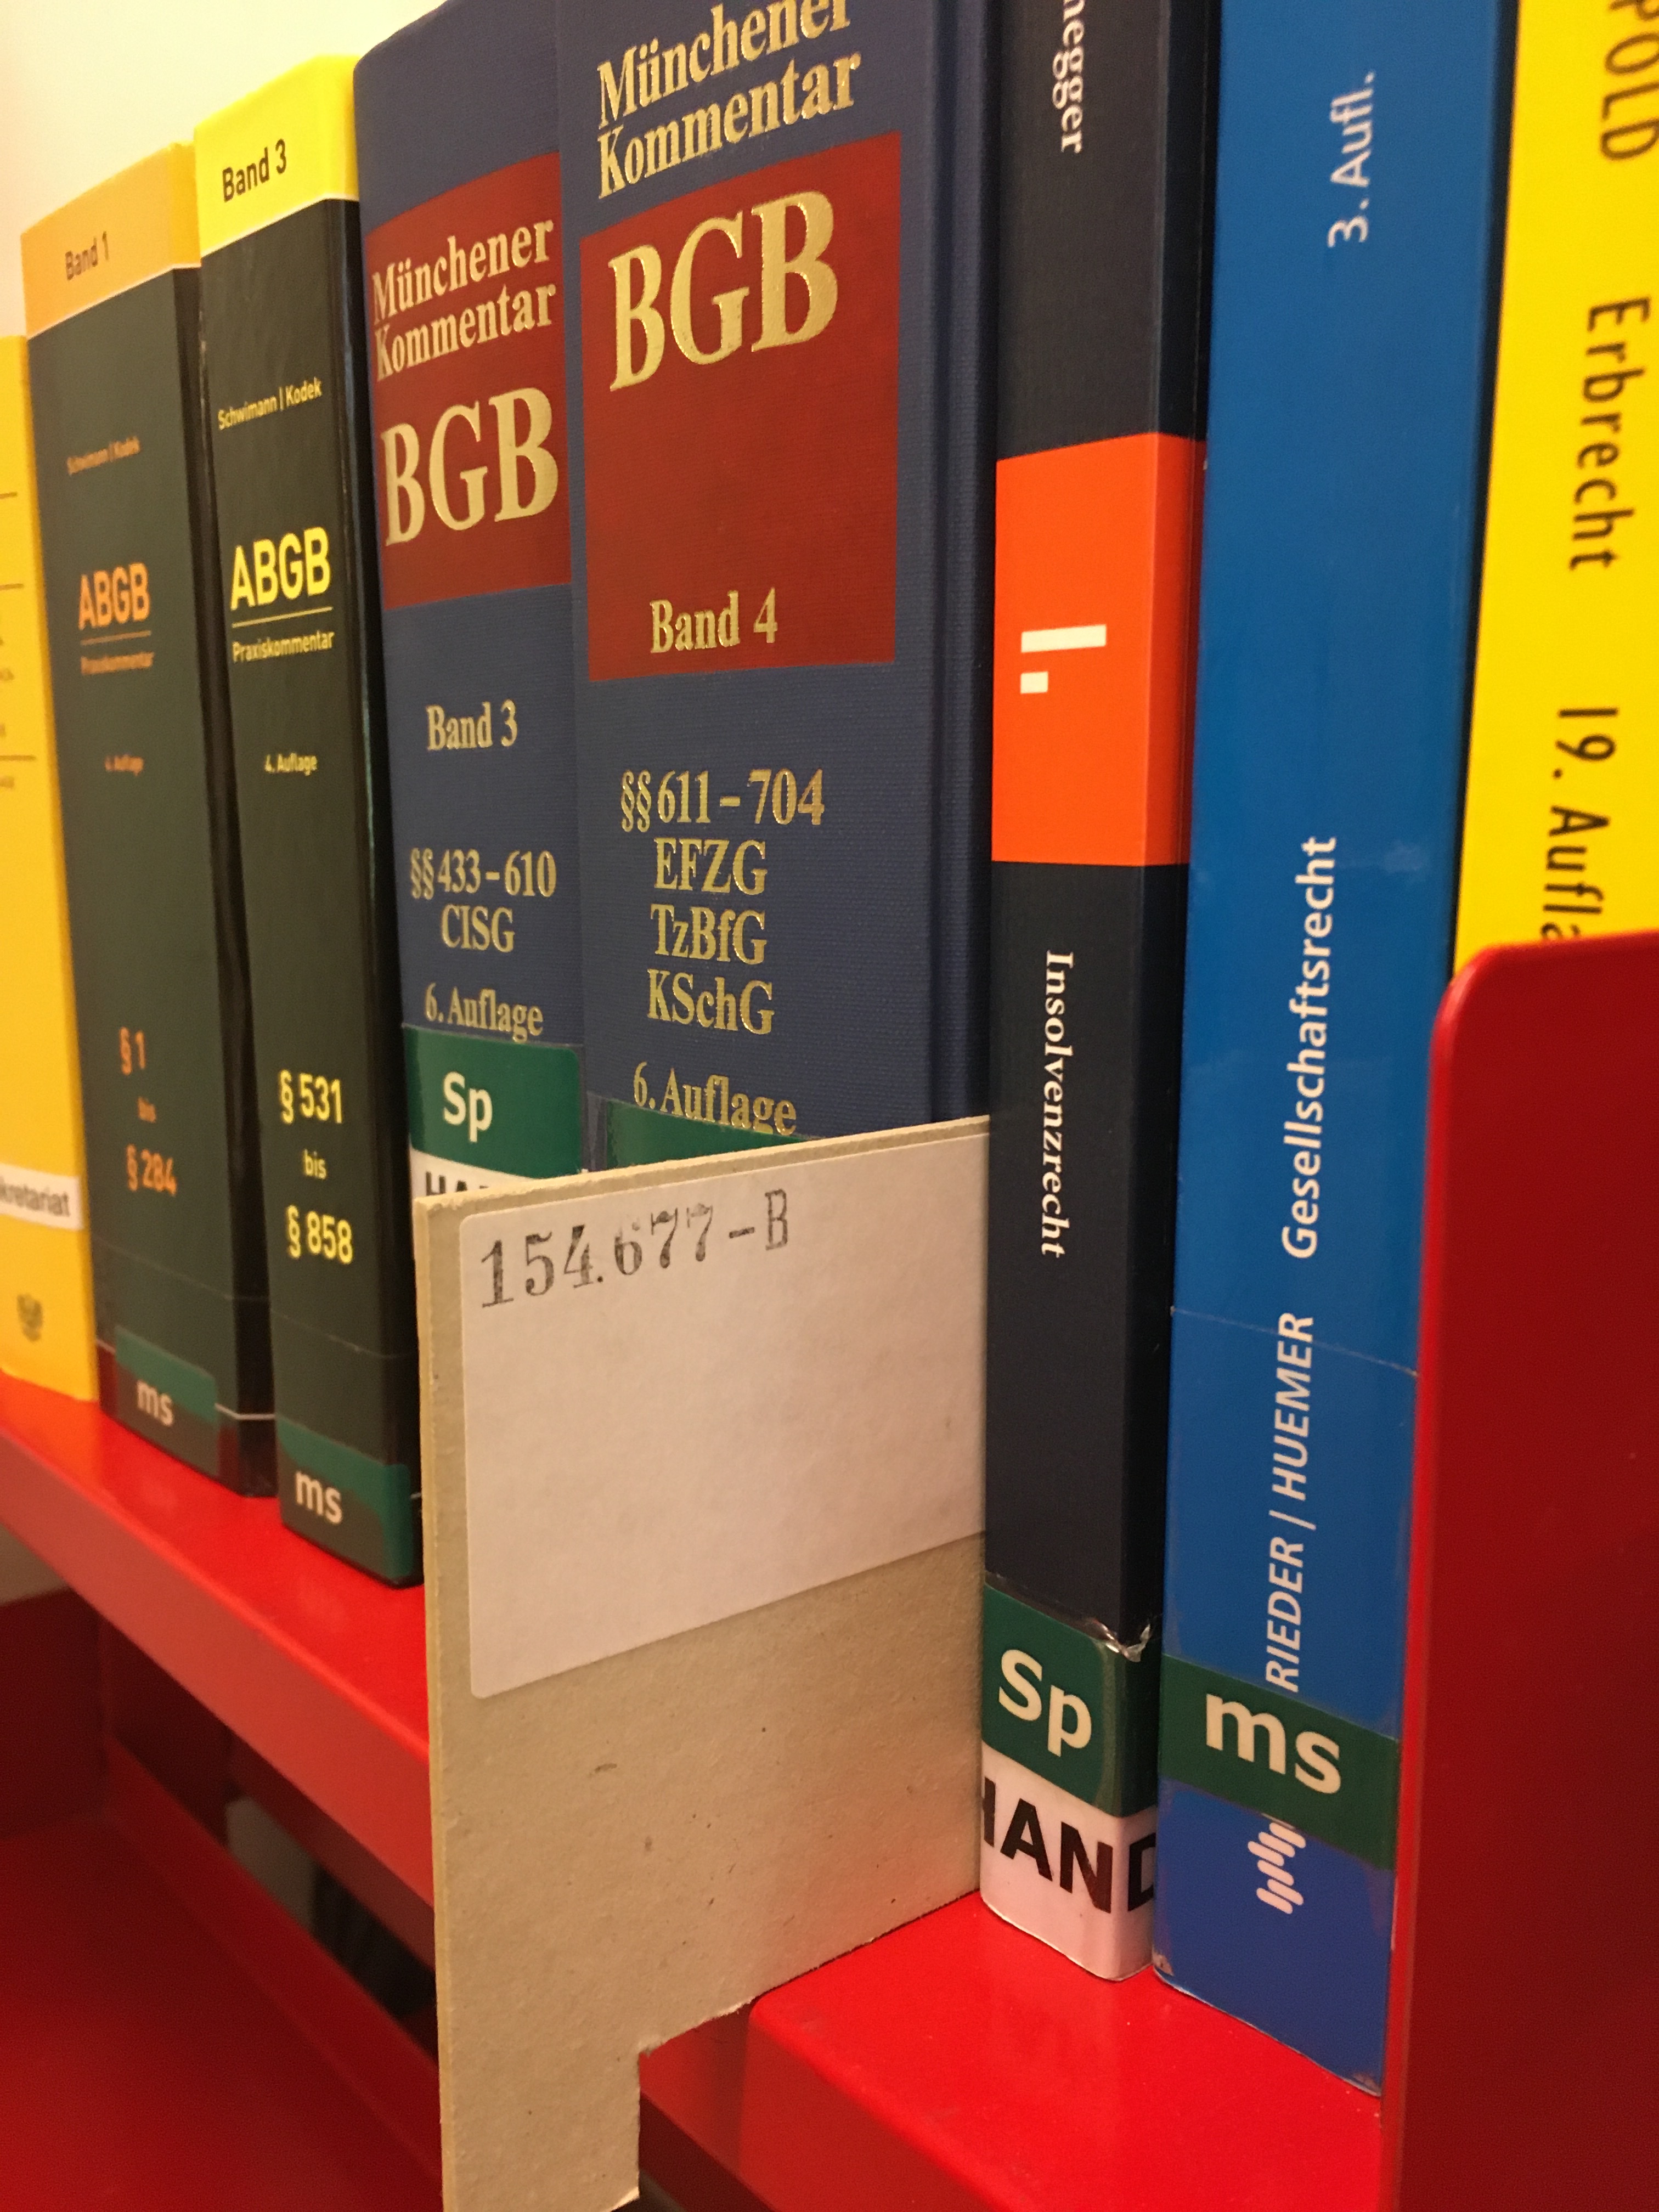 kretariat
Band 1
Schwimann | Kodek
ABGB
Praxiskommentar
4. Auflage
§ 1
bis
§ 284
ms
Band 3
Schwimann | Kodek
ABGB
Praxiskommentar
4. Auflage
§ 531
bis
§ 858
ms
Münchener
Kommentar
BGB
Band 3
§§ 433–610
CISG
6. Auflage
Sp
Münchener
Kommentar
BGB
Band 4
§§ 611–704
EFZG
TzBfG
KSchG
6. Auflage
154.677-B
negger
I.
Insolvenzrecht
Sp
HAND
RIEDER / HUEMER Gesellschaftsrecht 3. Aufl.
ms
POLD Erbrecht 19. Aufla